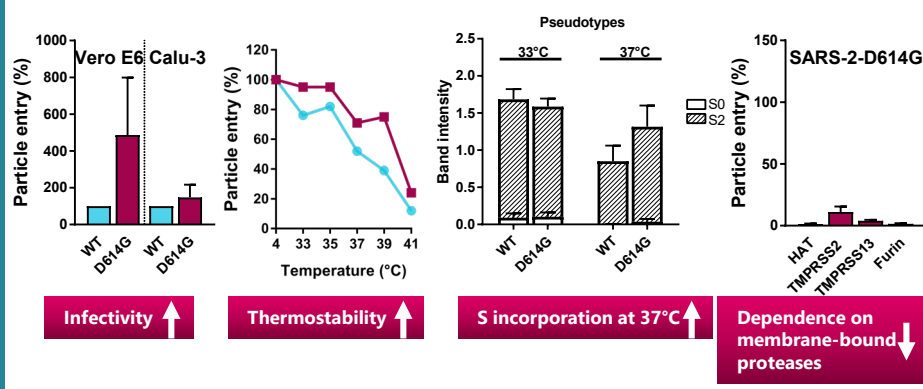 Pseudotypes
Vero E6 Calu-3
Particle entry (%)
1000
800
600
400
200
0
WT
D614G
WT
D614G
Infectivity
Particle entry (%)
120
100
80
60
40
20
0
4 33 35 37 39 41
Temperature (°C)
Thermostability
Band intensity
2.5
2.0
1.5
1.0
0.5
0.0
33°C 37°C
S0
S2
WT
D614G
WT
D614G
S incorporation at 37°C
SARS-2-D614G
Particle entry (%)
150
100
50
0
HAT
TMPRSS2
TMPRSS13
Furin
Dependence on
membrane-bound
proteases